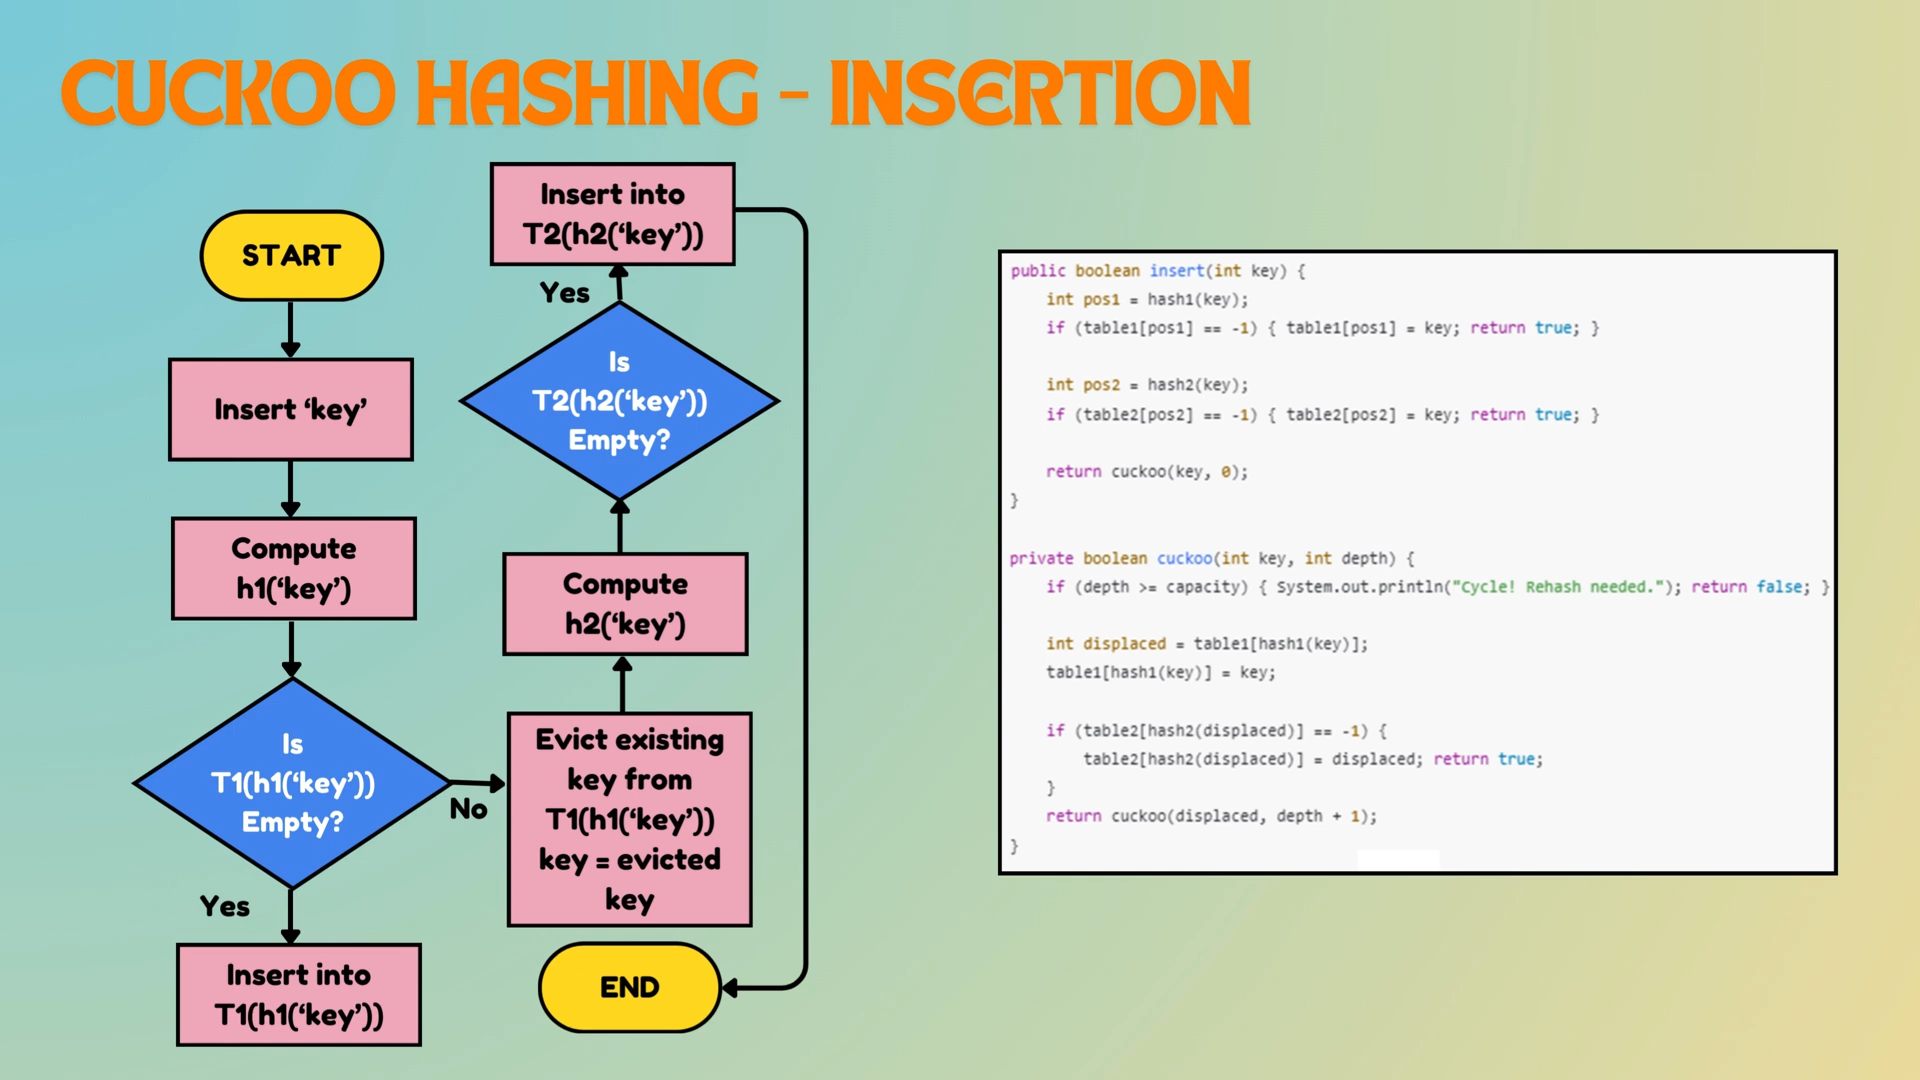 CUCKOO HASHING - INSERTION
START
Insert ‘key’
Compute
h1(‘key’)
Is
T1(h1(‘key’))
Empty?
Yes
No
Insert into
T1(h1(‘key’))
Evict existing
key from
T1(h1(‘key’))
key = evicted
key
Compute
h2(‘key’)
Is
T2(h2(‘key’))
Empty?
Yes
Insert into
T2(h2(‘key’))
END
public boolean insert(int key) {
    int pos1 = hash1(key);
    if (table1[pos1] == -1) { table1[pos1] = key; return true; }
    int pos2 = hash2(key);
    if (table2[pos2] == -1) { table2[pos2] = key; return true; }
    return cuckoo(key, 0);
}
private boolean cuckoo(int key, int depth) {
    if (depth >= capacity) { System.out.println("Cycle! Rehash needed."); return false; }
    int displaced = table1[hash1(key)];
    table1[hash1(key)] = key;
    if (table2[hash2(displaced)] == -1) {
        table2[hash2(displaced)] = displaced; return true;
    }
    return cuckoo(displaced, depth + 1);
}